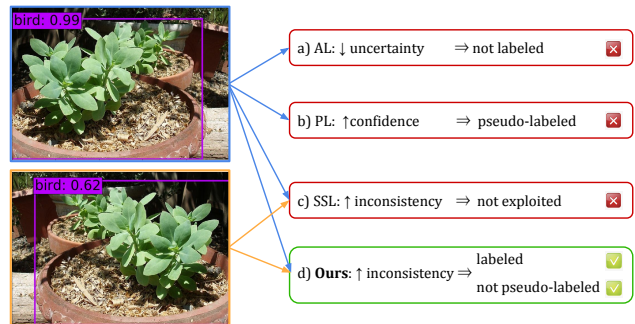 bird: 0.99
a) AL: ↓ uncertainty ⇒ not labeled
b) PL: ↑confidence ⇒ pseudo-labeled
bird: 0.62
c) SSL: ↑ inconsistency ⇒ not exploited
labeled
d) Ours: ↑ inconsistency ⇒
not pseudo-labeled